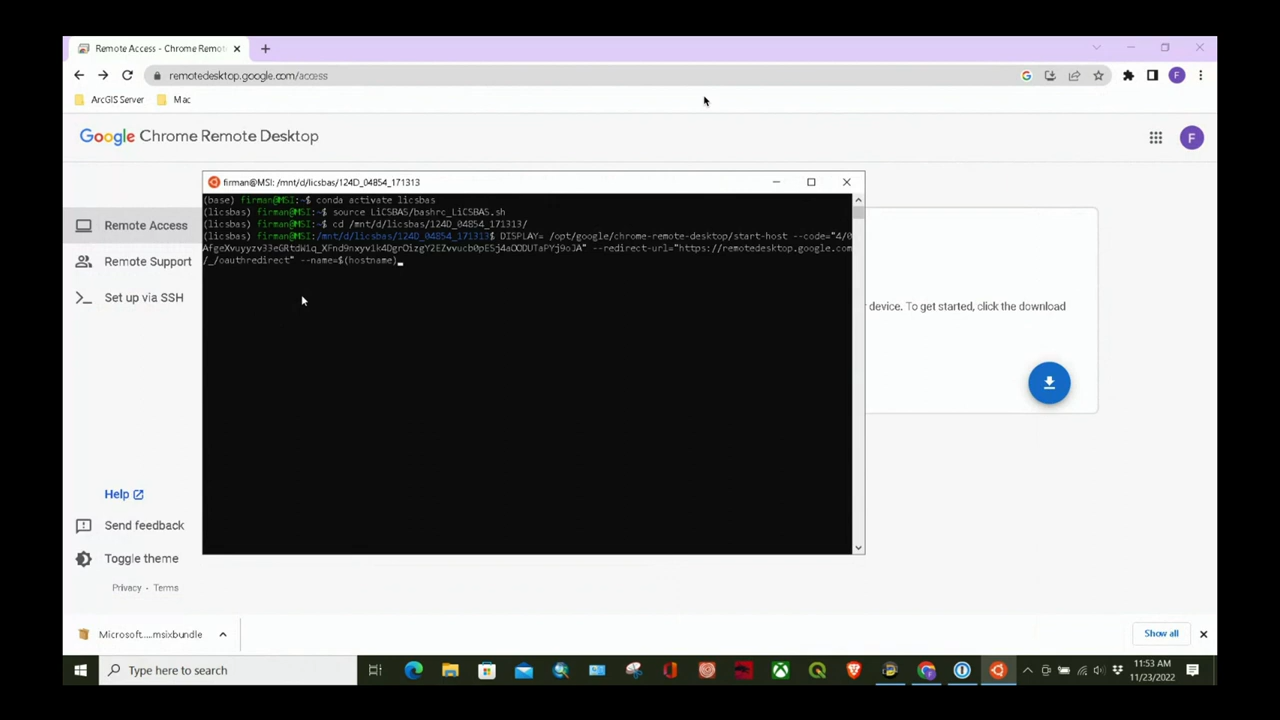 Remote Access - Chrome Remot
remotedesktop.google.com/access
G
F
ArcGIS Server
Mac
Google Chrome Remote Desktop
F
firman@MSI: /mnt/d/licsbas/124D_04854_171313
(base) firman@MSI:~$ conda activate licsbas
(licsbas) firman@MSI:~$ source LiCSBAS/bashrc_LiCSBAS.sh
(licsbas) firman@MSI:~$ cd /mnt/d/licsbas/124D_04854_171313/
(licsbas) firman@MSI:/mnt/d/licsbas/124D_04854_171313$ DISPLAY= /opt/google/chrome-remote-desktop/start-host --code="4/0
" --redirect-url="https://remotedesktop.google.com
/_/oauthredirect" --name=$(hostname)
Remote Access
Remote Support
Set up via SSH
device. To get started, click the download
Help
Send feedback
Toggle theme
Privacy - Terms
Microsoft....msixbundle
Show all
Type here to search
11:53 AM
11/23/2022